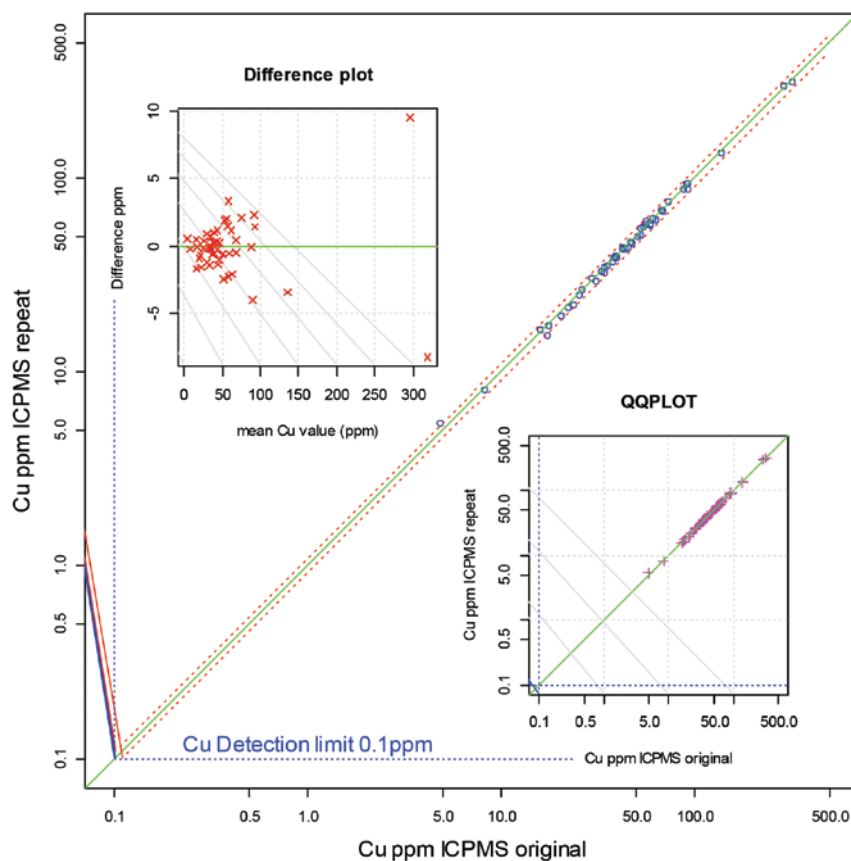 500.0
100.0
50.0
10.0
5.0
1.0
0.5
0.1
Cu ppm ICPMS repeat
Difference plot
10
5
0
-5
Difference ppm
0 50 100 150 200 250 300
mean Cu value (ppm)
QQPLOT
500.0
50.0
5.0
0.5
0.1
Cu ppm ICPMS repeat
0.1 0.5 5.0 50.0 500.0
Cu ppm ICPMS original
Cu Detection limit 0.1ppm
0.1 0.5 1.0 5.0 10.0 50.0 100.0 500.0
Cu ppm ICPMS original